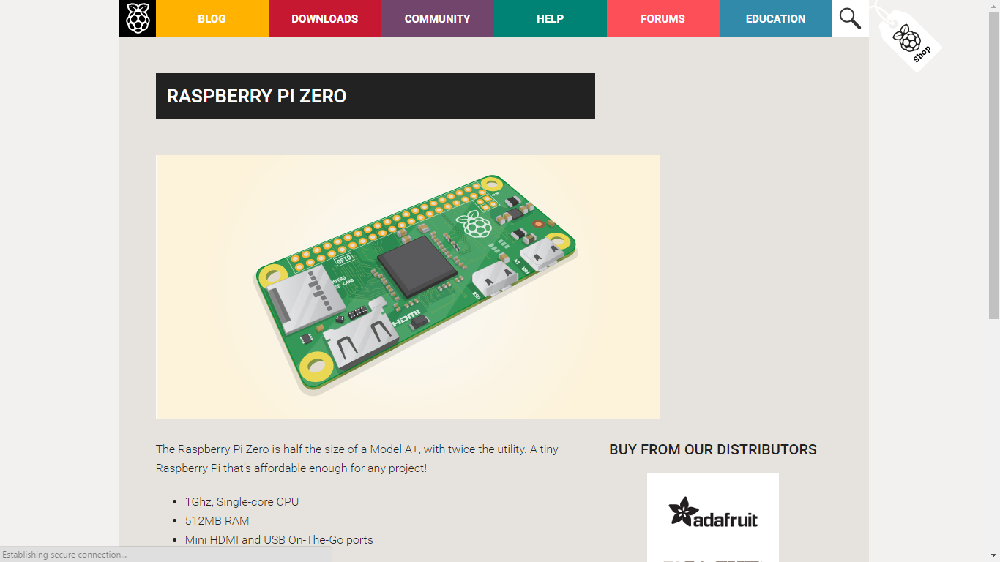 BLOG
DOWNLOADS
COMMUNITY
HELP
FORUMS
EDUCATION
Shop
RASPBERRY PI ZERO
GPIO
MICRO
SD CARD
HDMI
USB
PWR IN
The Raspberry Pi Zero is half the size of a Model A+, with twice the utility. A tiny
Raspberry Pi that’s affordable enough for any project!
1Ghz, Single-core CPU
512MB RAM
Mini HDMI and USB On-The-Go ports
BUY FROM OUR DISTRIBUTORS
adafruit
Establishing secure connection...